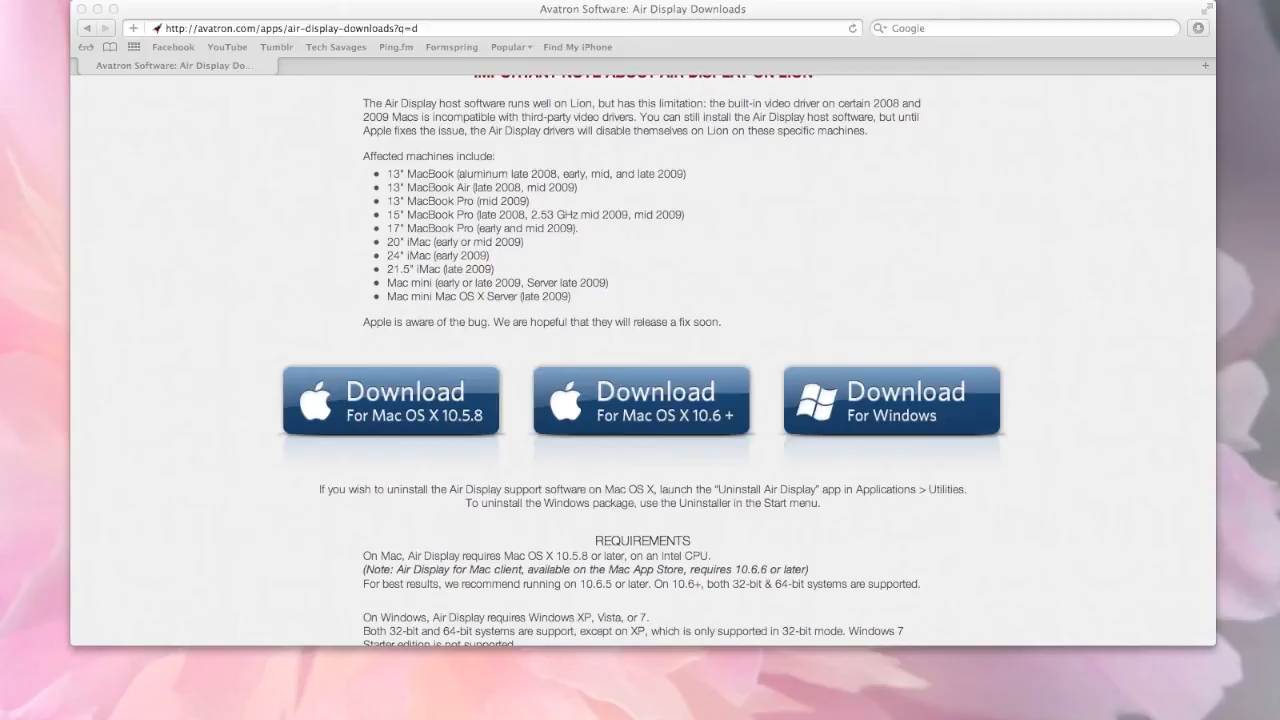 Avatron Software: Air Display Downloads
http://avatron.com/apps/air-display-downloads?q=d
Google
Facebook YouTube Tumblr Tech Savages Ping.fm Formspring Popular Find My iPhone
Avatron Software: Air Display Do...
IMPORTANT NOTE ABOUT AIR DISPLAY ON LION
The Air Display host software runs well on Lion, but has this limitation: the built-in video driver on certain 2008 and
2009 Macs is incompatible with third-party video drivers. You can still install the Air Display host software, but until
Apple fixes the issue, the Air Display drivers will disable themselves on Lion on these specific machines.
Affected machines include:
• 13" MacBook (aluminum late 2008, early, mid, and late 2009)
• 13" MacBook Air (late 2008, mid 2009)
• 13" MacBook Pro (mid 2009)
• 15" MacBook Pro (late 2008, 2.53 GHz mid 2009, mid 2009)
• 17" MacBook Pro (early and mid 2009).
• 20" iMac (early or mid 2009)
• 24" iMac (early 2009)
• 21.5" iMac (late 2009)
• Mac mini (early or late 2009, Server late 2009)
• Mac mini Mac OS X Server (late 2009)
Apple is aware of the bug. We are hopeful that they will release a fix soon.
Download
For Mac OS X 10.5.8
Download
For Mac OS X 10.6 +
Download
For Windows
If you wish to uninstall the Air Display support software on Mac OS X, launch the "Uninstall Air Display" app in Applications > Utilities.
To uninstall the Windows package, use the Uninstaller in the Start menu.
REQUIREMENTS
On Mac, Air Display requires Mac OS X 10.5.8 or later, on an Intel CPU.
(Note: Air Display for Mac client, available on the Mac App Store, requires 10.6.6 or later)
For best results, we recommend running on 10.6.5 or later. On 10.6+, both 32-bit & 64-bit systems are supported.
On Windows, Air Display requires Windows XP, Vista, or 7.
Both 32-bit and 64-bit systems are support, except on XP, which is only supported in 32-bit mode. Windows 7
Starter edition is not supported.